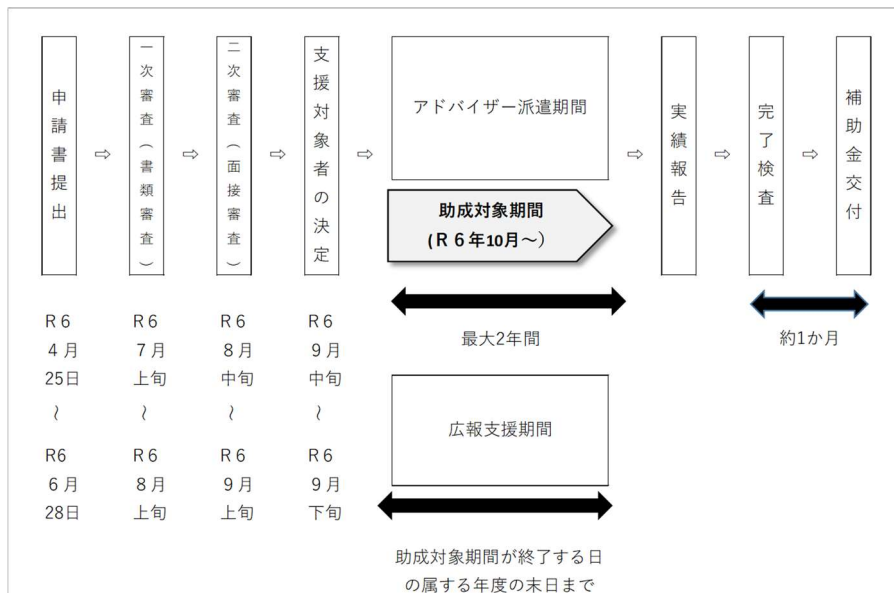 申請書提出
⇨
一次審査(書類審査)
⇨
二次審査(面接審査)
⇨
支援対象者の決定
⇨
アドバイザー派遣期間
助成対象期間
(R6年10月～)
⇨
実績報告
⇨
完了検査
⇨
補助金交付
R6
4月
25日
～
R6
6月
28日
R6
7月
上旬
～
R6
8月
上旬
R6
8月
中旬
～
R6
9月
上旬
R6
9月
中旬
～
R6
9月
下旬
最大2年間
約1か月
広報支援期間
助成対象期間が終了する日
の属する年度の末日まで